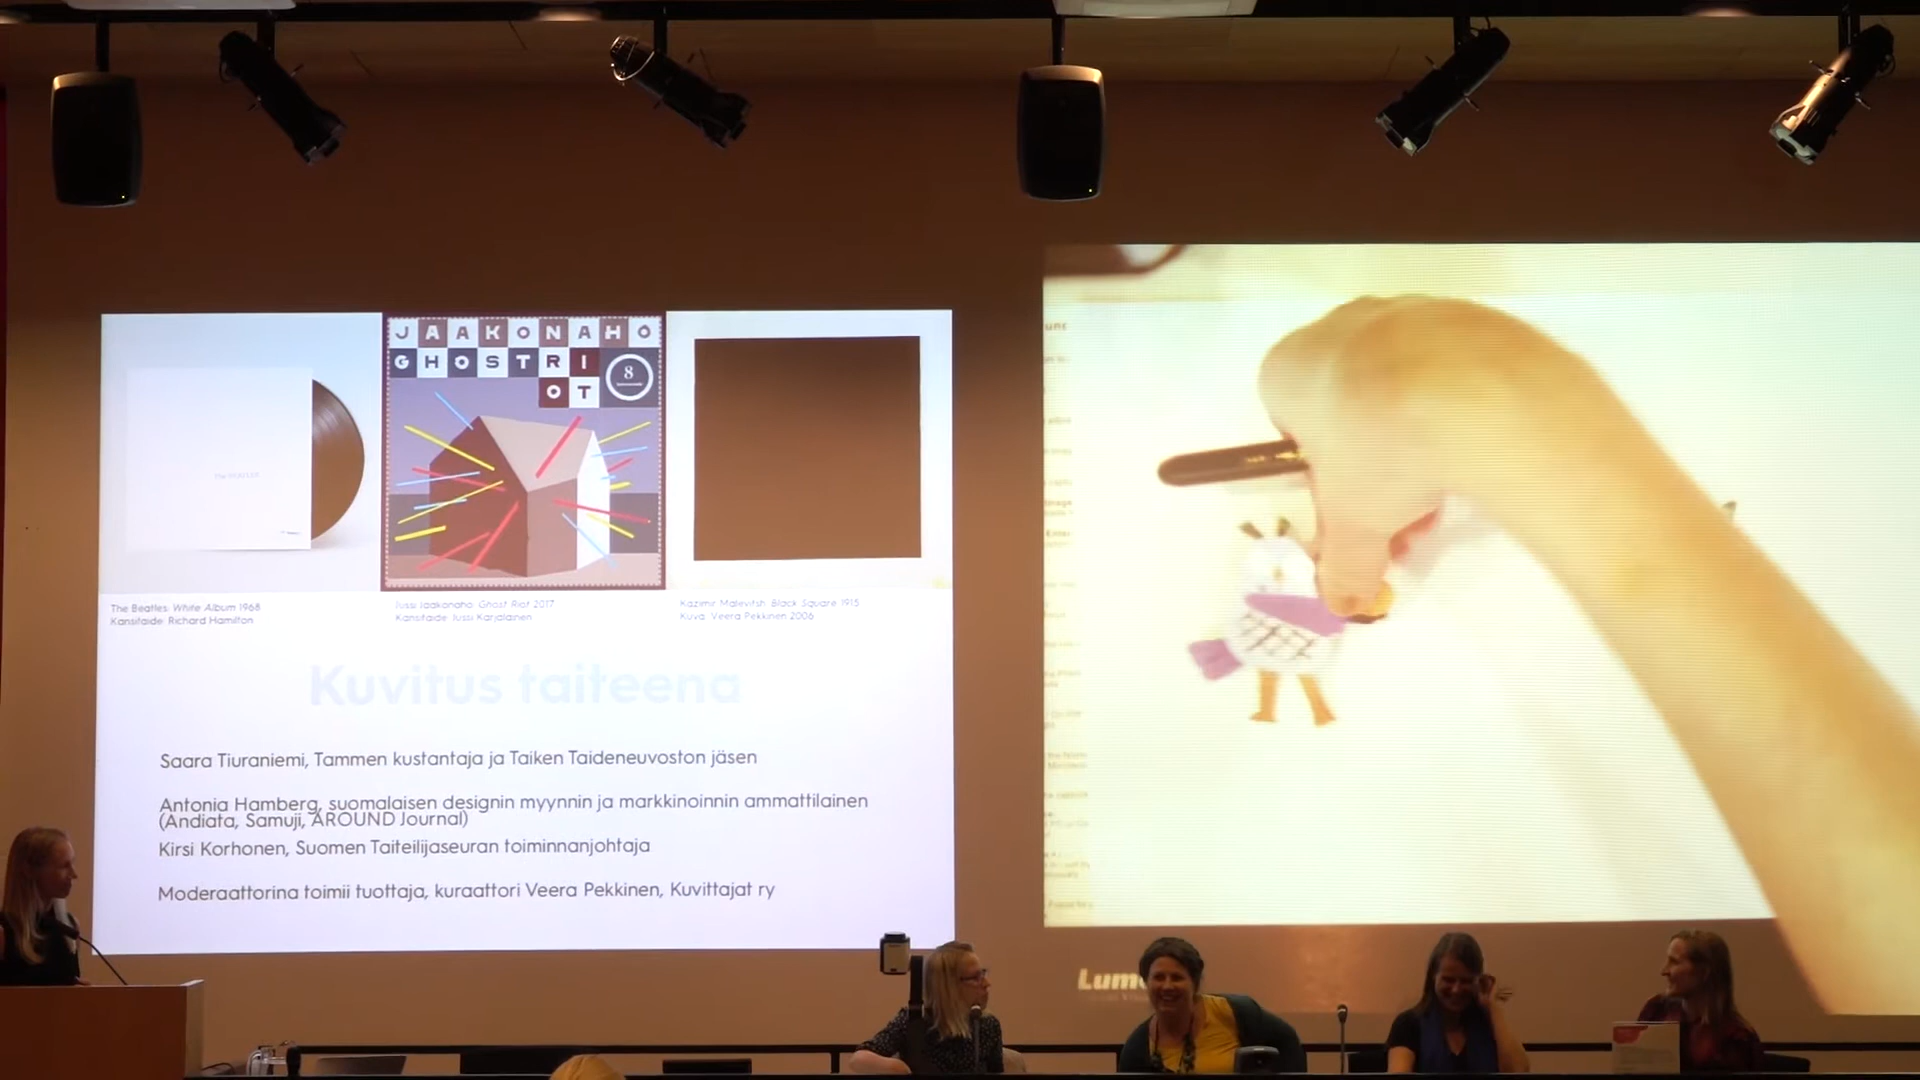 JAAKONAHO
GHOSTRI
OT
8
The Beatles: White Album 1968
Kansitaide: Richard Hamilton
Jussi Jaakonaho: Ghost Riot 2017
Kansitaide: Jussi Karjalainen
Kazimir Malevitsh: Black Square 1915
Kuva: Veera Pekkinen 2006
Kuvitus taiteena
Saara Tiuraniemi, Tammen kustantaja ja Taiken Taideneuvoston jäsen
Antonia Hamberg, suomalaisen designin myynnin ja markkinoinnin ammattilainen
(Andiata, Samuji, AROUND Journal)
Kirsi Korhonen, Suomen Taiteilijaseuran toiminnanjohtaja
Moderaattorina toimii tuottaja, kuraattori Veera Pekkinen, Kuvittajat ry